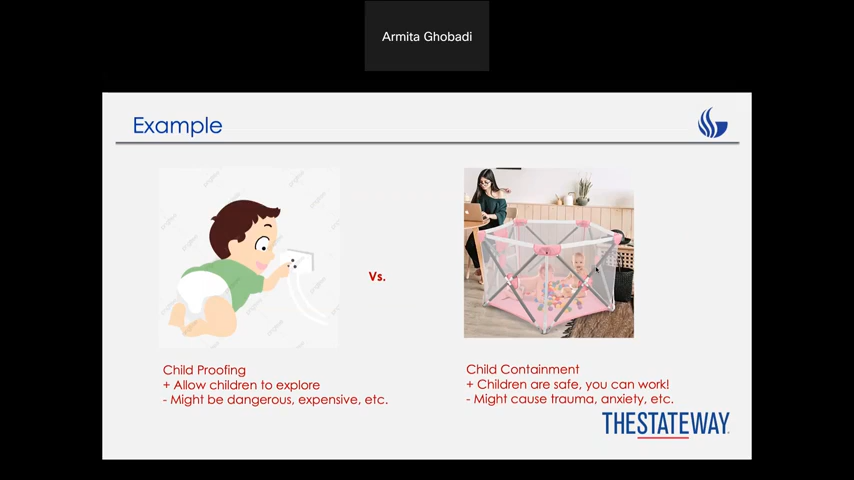 Armita Ghobadi
Example
Vs.
Child Proofing
+ Allow children to explore
- Might be dangerous, expensive, etc.
Child Containment
+ Children are safe, you can work!
- Might cause trauma, anxiety, etc.
THESTATEWAY